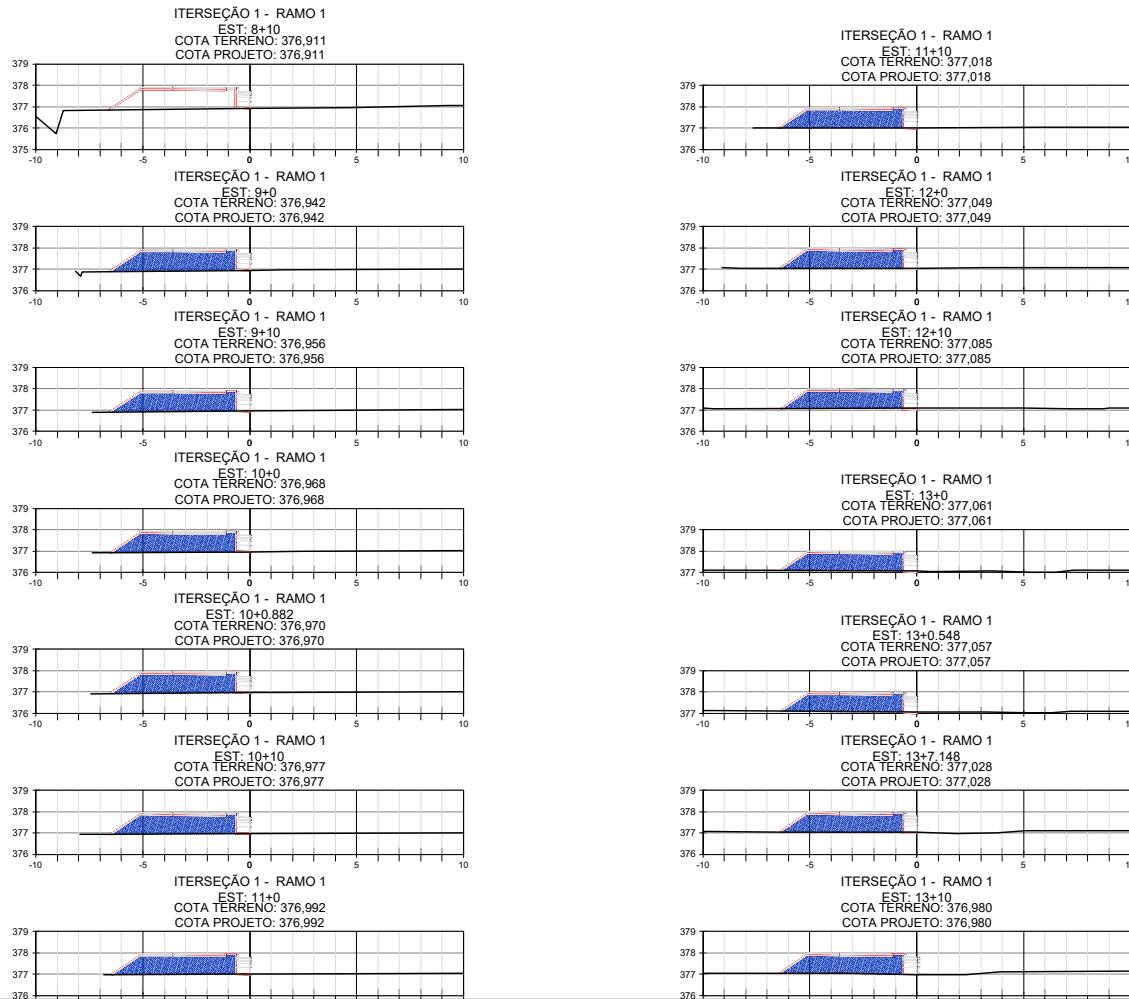 ITERSEÇÃO 1 - RAMO 1
EST: 8+10
COTA TERRENO: 376,911
COTA PROJETO: 376,911
379
378
377
376
375
-10
-5
0
5
10
ITERSEÇÃO 1 - RAMO 1
EST: 9+0
COTA TERRENO: 376,942
COTA PROJETO: 376,942
379
378
377
376
-10
-5
0
5
10
ITERSEÇÃO 1 - RAMO 1
EST: 9+10
COTA TERRENO: 376,956
COTA PROJETO: 376,956
379
378
377
376
-10
-5
0
5
10
ITERSEÇÃO 1 - RAMO 1
EST: 10+0
COTA TERRENO: 376,968
COTA PROJETO: 376,968
379
378
377
376
-10
-5
0
5
10
ITERSEÇÃO 1 - RAMO 1
EST: 10+0.882
COTA TERRENO: 376,970
COTA PROJETO: 376,970
379
378
377
376
-10
-5
0
5
10
ITERSEÇÃO 1 - RAMO 1
EST: 10+10
COTA TERRENO: 376,977
COTA PROJETO: 376,977
379
378
377
376
-10
-5
0
5
10
ITERSEÇÃO 1 - RAMO 1
EST: 11+0
COTA TERRENO: 376,992
COTA PROJETO: 376,992
379
378
377
376
ITERSEÇÃO 1 - RAMO 1
EST: 11+10
COTA TERRENO: 377,018
COTA PROJETO: 377,018
379
378
377
376
-10
-5
0
5
10
ITERSEÇÃO 1 - RAMO 1
EST: 12+0
COTA TERRENO: 377,049
COTA PROJETO: 377,049
379
378
377
376
-10
-5
0
5
10
ITERSEÇÃO 1 - RAMO 1
EST: 12+10
COTA TERRENO: 377,085
COTA PROJETO: 377,085
379
378
377
376
-10
-5
0
5
10
ITERSEÇÃO 1 - RAMO 1
EST: 13+0
COTA TERRENO: 377,061
COTA PROJETO: 377,061
379
378
377
-10
-5
0
5
10
ITERSEÇÃO 1 - RAMO 1
EST: 13+0.548
COTA TERRENO: 377,057
COTA PROJETO: 377,057
379
378
377
-10
-5
0
5
10
ITERSEÇÃO 1 - RAMO 1
EST: 13+7.148
COTA TERRENO: 377,028
COTA PROJETO: 377,028
379
378
377
376
-10
-5
0
5
10
ITERSEÇÃO 1 - RAMO 1
EST: 13+10
COTA TERRENO: 376,980
COTA PROJETO: 376,980
379
378
377
376